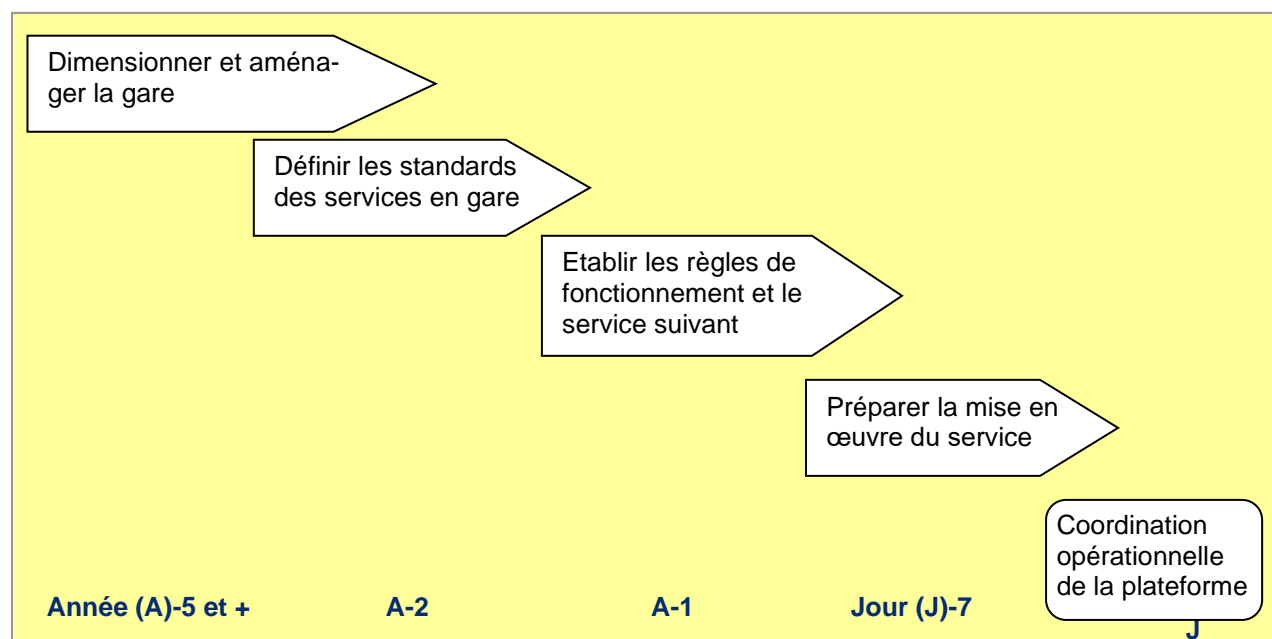 Dimensionner et aména-
ger la gare
Définir les standards
des services en gare
Etablir les règles de
fonctionnement et le
service suivant
Préparer la mise en
œuvre du service
Coordination
opérationnelle
de la plateforme
Année (A)-5 et +
A-2
A-1
Jour (J)-7
J